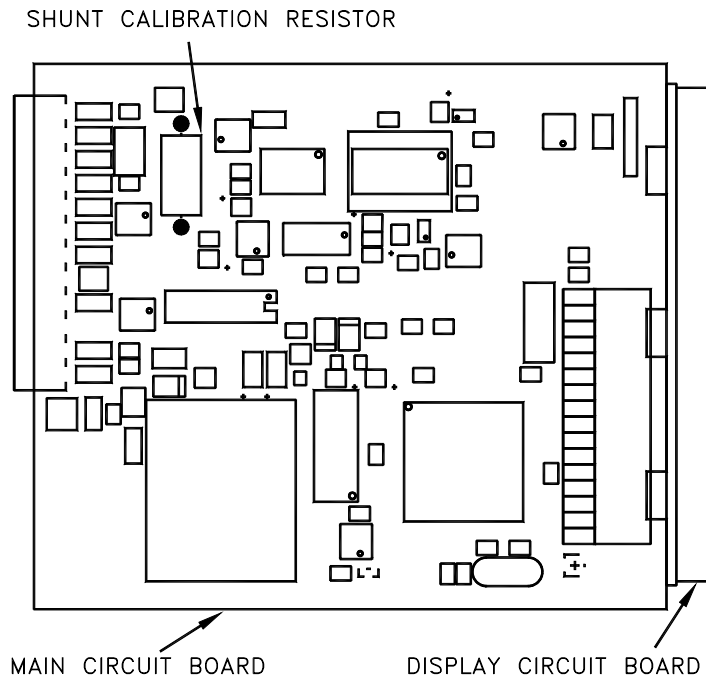 SHUNT CALIBRATION RESISTOR
MAIN CIRCUIT BOARD
DISPLAY CIRCUIT BOARD